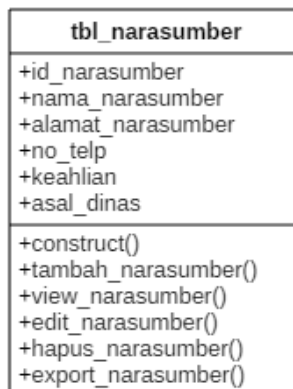 tbl_narasumber
+id_narasumber
+nama_narasumber
+alamat_narasumber
+no_telp
+keahlian
+asal_dinas
+construct()
+tambah_narasumber()
+view_narasumber()
+edit_narasumber()
+hapus_narasumber()
+export_narasumber()